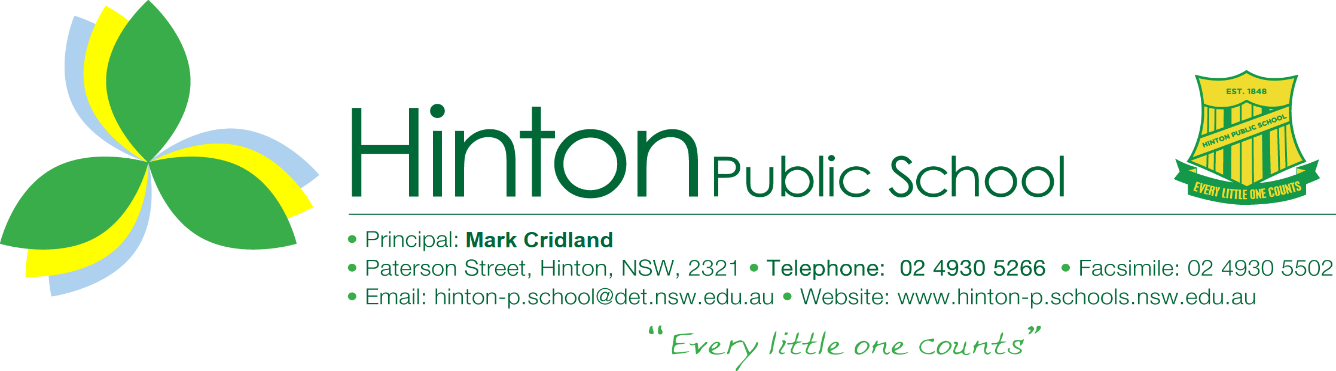 Hinton Public School
EST. 1848
HINTON PUBLIC SCHOOL
EVERY LITTLE ONE COUNTS
• Principal: Mark Cridland
• Paterson Street, Hinton, NSW, 2321 • Telephone: 02 4930 5266 • Facsimile: 02 4930 5502
• Email: hinton-p.school@det.nsw.edu.au • Website: www.hinton-p.schools.nsw.edu.au
“Every little one counts”